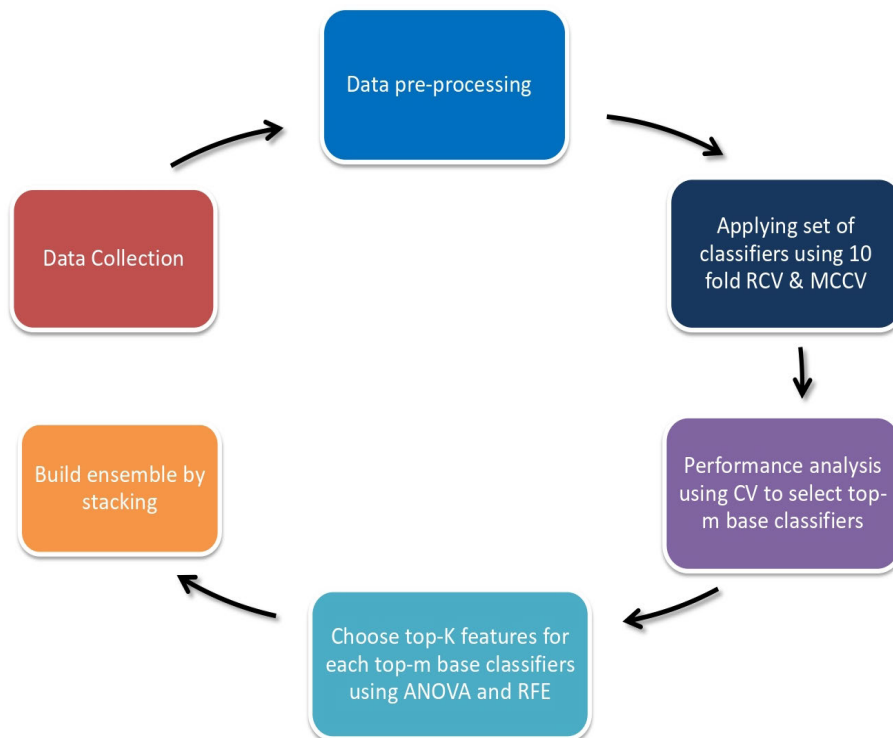 Data pre-processing
Data Collection
Applying set of
classifiers using 10
fold RCV & MCCV
Performance analysis
using CV to select top-
m base classifiers
Choose top-K features for
each top-m base classifiers
using ANOVA and RFE
Build ensemble by
stacking